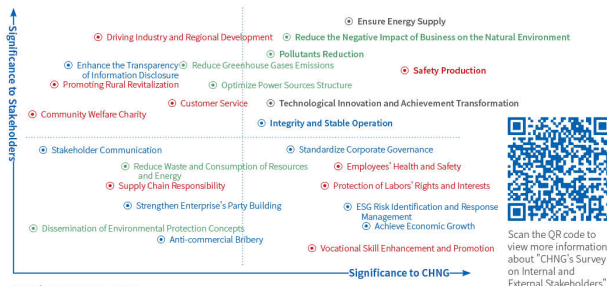 Significance to Stakeholders
Ensure Energy Supply
Driving Industry and Regional Development
Reduce the Negative Impact of Business on the Natural Environment
Pollutants Reduction
Enhance the Transparency
of Information Disclosure
Reduce Greenhouse Gases Emissions
Safety Production
Promoting Rural Revitalization
Optimize Power Sources Structure
Customer Service
Technological Innovation and Achievement Transformation
Community Welfare Charity
Integrity and Stable Operation
Stakeholder Communication
Standardize Corporate Governance
Reduce Waste and Consumption of Resources
and Energy
Employees' Health and Safety
Supply Chain Responsibility
Protection of Labors' Rights and Interests
Strengthen Enterprise's Party Building
ESG Risk Identification and Response
Management
Dissemination of Environmental Protection Concepts
Achieve Economic Growth
Anti-commercial Bribery
Vocational Skill Enhancement and Promotion
Significance to CHNG
Scan the QR code to
view more information
about "CHNG's Survey
on Internal and
External Stakeholders"